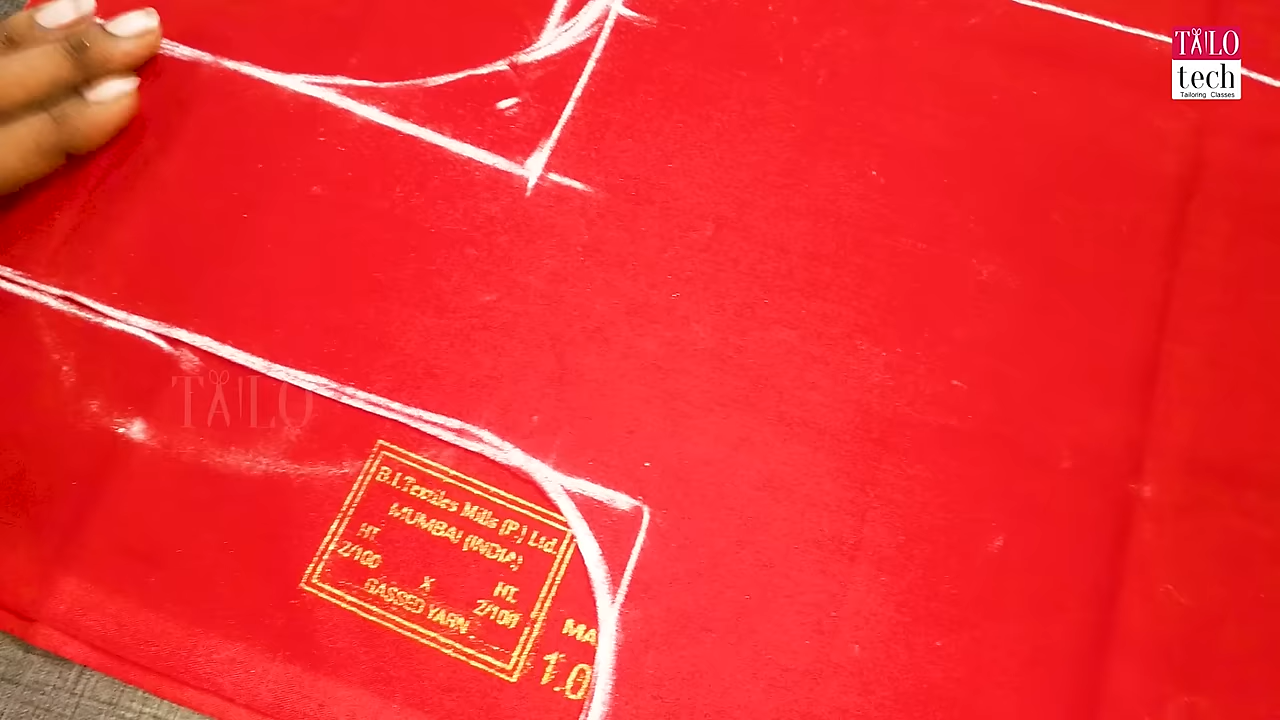 TAILO
tech
Tailoring Classes
TAILO
B.I.Textiles Mills (P.) Ltd.
MUMBAI (INDIA)
HT. X HT.
2/100 2/100
GASSED YARN
MA
1.0